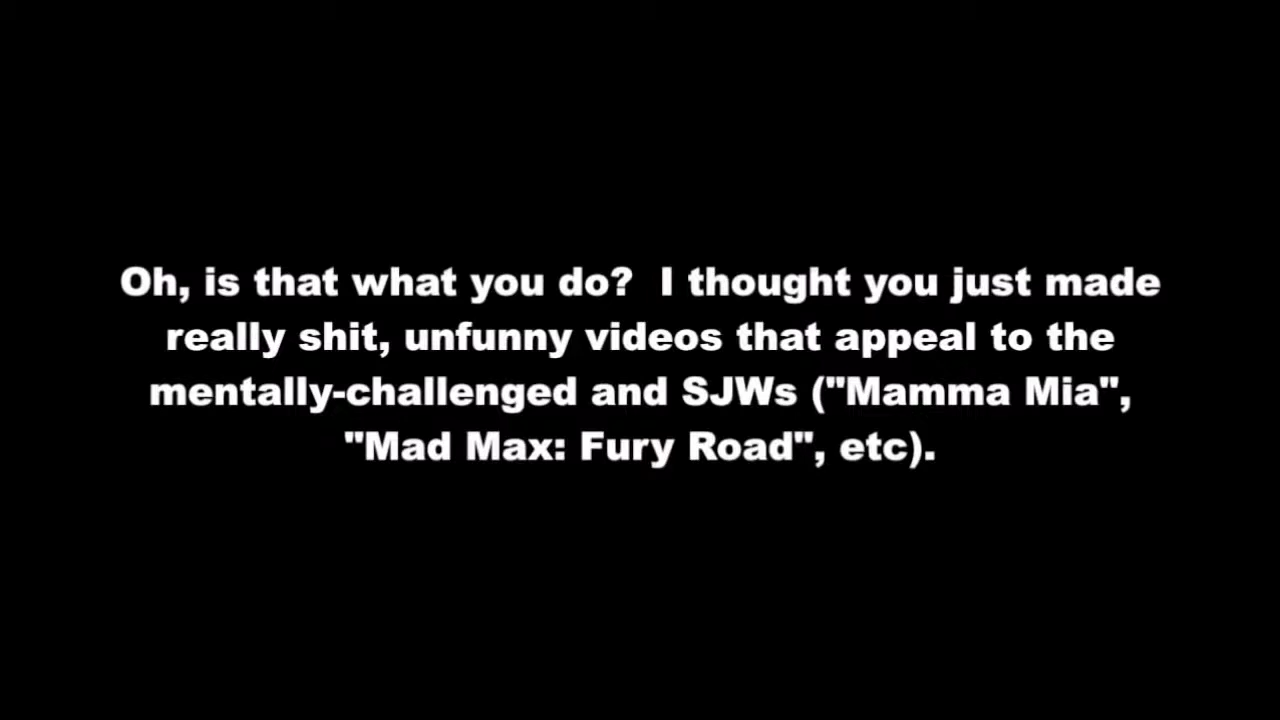 Oh, is that what you do?  I thought you just made
really shit, unfunny videos that appeal to the
mentally-challenged and SJWs ("Mamma Mia",
"Mad Max: Fury Road", etc).